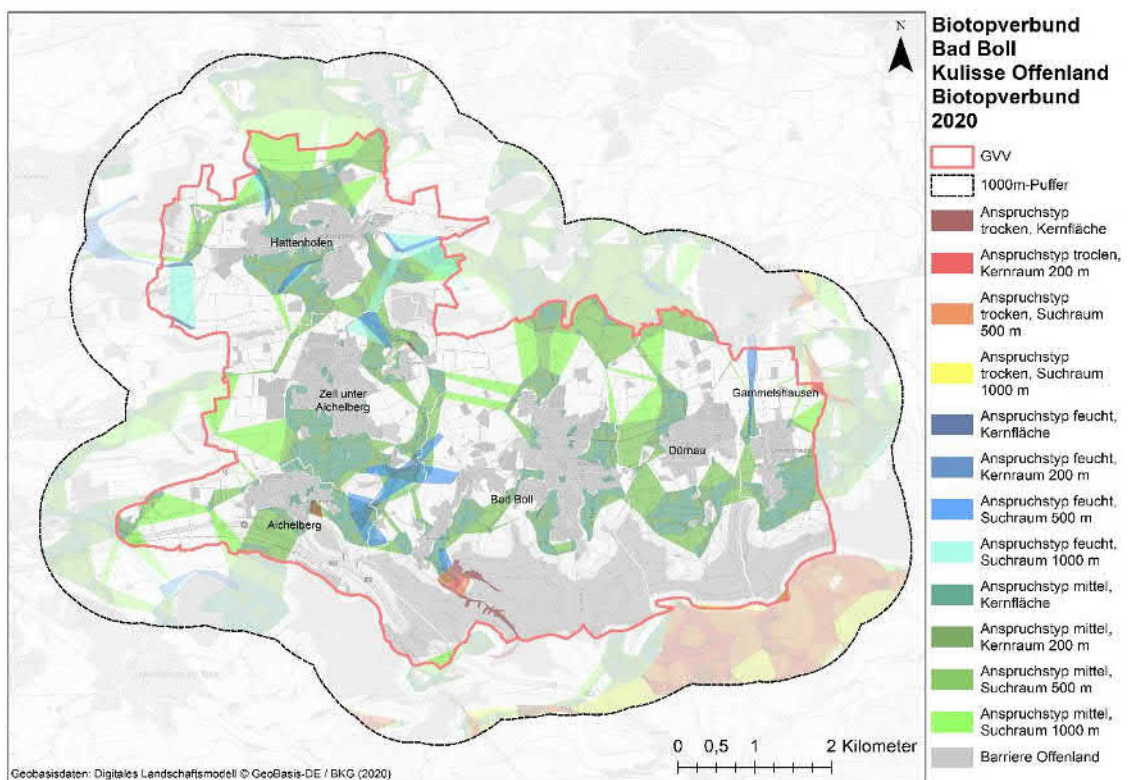 Biotopverbund
Bad Boll
Kulisse Offenland
Biotopverbund
2020
N
GVV
1000m-Puffer
Anspruchstyp
trocken, Kernfläche
Anspruchstyp troclen,
Kernraum 200 m
Anspruchstyp
trocken, Suchraum
500 m
Anspruchstyp
trocken, Suchraum
1000 m
Anspruchstyp feucht,
Kernfläche
Anspruchstyp feucht,
Kernraum 200 m
Anspruchstyp feucht,
Suchraum 500 m
Anspruchstyp feucht,
Suchraum 1000 m
Anspruchstyp mittel,
Kernfläche
Anspruchstyp mittel,
Kernraum 200 m
Anspruchstyp mittel,
Suchraum 500 m
Anspruchstyp mittel,
Suchraum 1000 m
Barriere Offenland
Hattenhofen
Zell unter
Aichelberg
Gammelshausen
Dürnau
Bad Boll
Aichelberg
0 0,5 1 2 Kilometer
Geobasisdaten: Digitales Landschaftsmodell © GeoBasis-DE / BKG (2020)